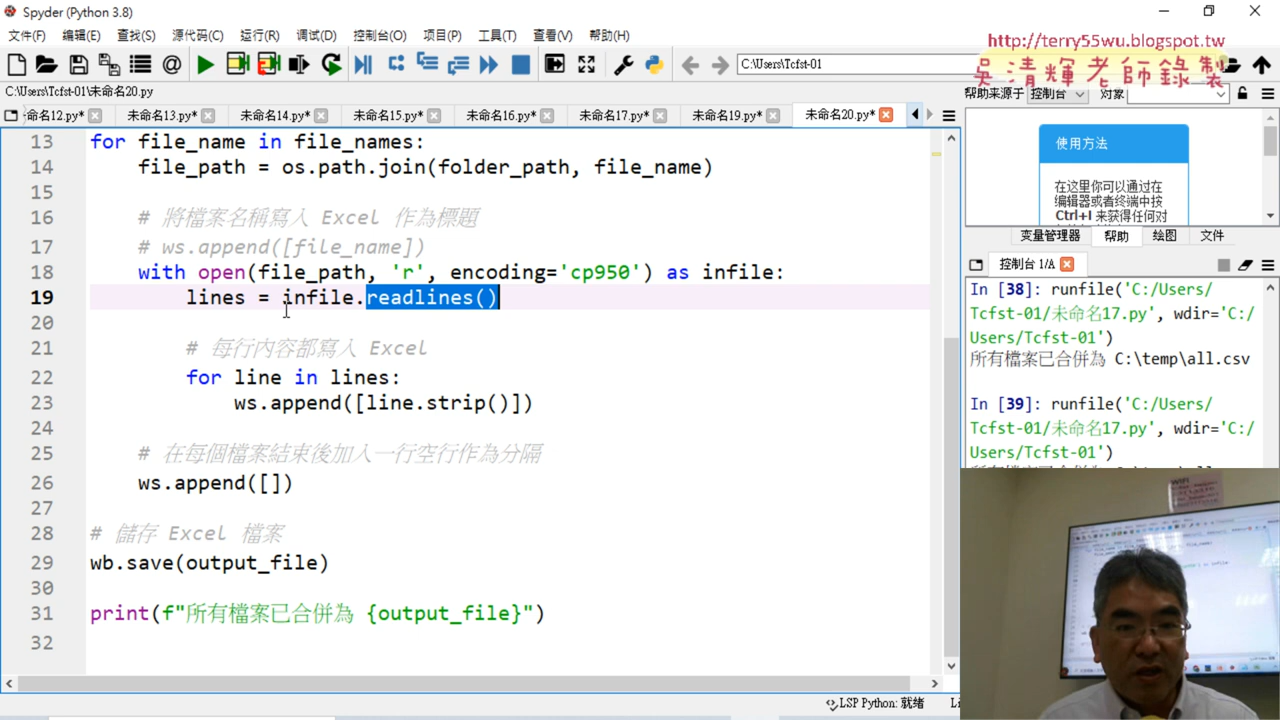 Spyder (Python 3.8)
文件(F) 编辑(E) 查找(S) 源代码(C) 运行(R) 调试(D) 控制台(O) 项目(P) 工具(T) 查看(V) 帮助(H)
http://terry55wu.blogspot.tw
吳清輝老師錄製
C:\Users\Tcfst-01
C:\Users\Tcfst-01\未命名20.py
帮助来源于 控制台 对象
命名12.py* 未命名13.py* 未命名14.py* 未命名15.py* 未命名16.py* 未命名17.py* 未命名19.py* 未命名20.py*
13 for file_name in file_names:
14 file_path = os.path.join(folder_path, file_name)
15
16 # 將檔案名稱寫入 Excel 作為標題
17 # ws.append([file_name])
18 with open(file_path, 'r', encoding='cp950') as infile:
19 lines = infile.readlines()
20
21 # 每行內容都寫入 Excel
22 for line in lines:
23 ws.append([line.strip()])
24
25 # 在每個檔案結束後加入一行空行作為分隔
26 ws.append([])
27
28 # 儲存 Excel 檔案
29 wb.save(output_file)
30
31 print(f"所有檔案已合併為 {output_file}")
32
使用方法
在这里你可以通过在
编辑器或者终端中按
Ctrl+I 来获得任何对
变量管理器 帮助 绘图 文件
控制台 1/A
In [38]: runfile('C:/Users/
Tcfst-01/未命名17.py', wdir='C:/
Users/Tcfst-01')
所有檔案已合併為 C:\temp\all.csv
In [39]: runfile('C:/Users/
Tcfst-01/未命名17.py', wdir='C:/
Users/Tcfst-01')
LSP Python: 就绪